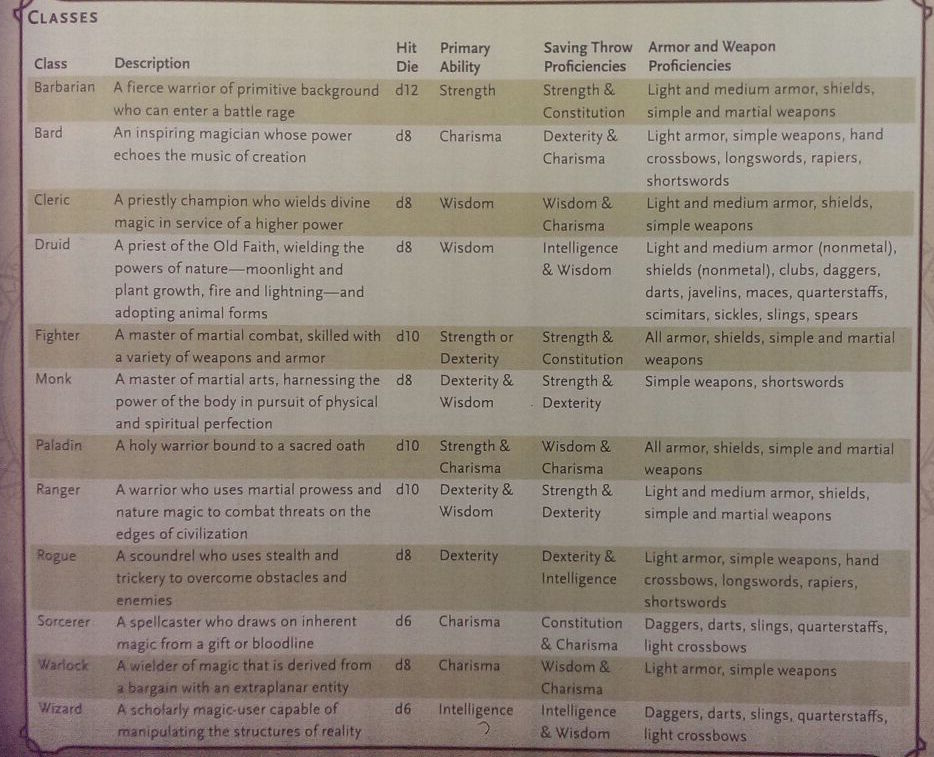 CLASSES
Hit Primary Saving Throw Armor and Weapon
Class Description Die Ability Proficiencies Proficiencies
Barbarian A fierce warrior of primitive background d12 Strength Strength & Light and medium armor, shields,
who can enter a battle rage Constitution simple and martial weapons
Bard An inspiring magician whose power d8 Charisma Dexterity & Light armor, simple weapons, hand
echoes the music of creation Charisma crossbows, longswords, rapiers,
shortswords
Cleric A priestly champion who wields divine d8 Wisdom Wisdom & Light and medium armor, shields,
magic in service of a higher power Charisma simple weapons
Druid A priest of the Old Faith, wielding the d8 Wisdom Intelligence Light and medium armor (nonmetal),
powers of nature—moonlight and & Wisdom shields (nonmetal), clubs, daggers,
plant growth, fire and lightning—and darts, javelins, maces, quarterstaffs,
adopting animal forms scimitars, sickles, slings, spears
Fighter A master of martial combat, skilled with d10 Strength or Strength & All armor, shields, simple and martial
a variety of weapons and armor Dexterity Constitution weapons
Monk A master of martial arts, harnessing the d8 Dexterity & Strength & Simple weapons, shortswords
power of the body in pursuit of physical Wisdom Dexterity
and spiritual perfection
Paladin A holy warrior bound to a sacred oath d10 Strength & Wisdom & All armor, shields, simple and martial
Charisma Charisma weapons
Ranger A warrior who uses martial prowess and d10 Dexterity & Strength & Light and medium armor, shields,
nature magic to combat threats on the Wisdom Dexterity simple and martial weapons
edges of civilization
Rogue A scoundrel who uses stealth and d8 Dexterity Dexterity & Light armor, simple weapons, hand
trickery to overcome obstacles and Intelligence crossbows, longswords, rapiers,
enemies shortswords
Sorcerer A spellcaster who draws on inherent d6 Charisma Constitution Daggers, darts, slings, quarterstaffs,
magic from a gift or bloodline & Charisma light crossbows
Warlock A wielder of magic that is derived from d8 Charisma Wisdom & Light armor, simple weapons
a bargain with an extraplanar entity Charisma
Wizard A scholarly magic-user capable of d6 Intelligence Intelligence Daggers, darts, slings, quarterstaffs,
manipulating the structures of reality & Wisdom light crossbows